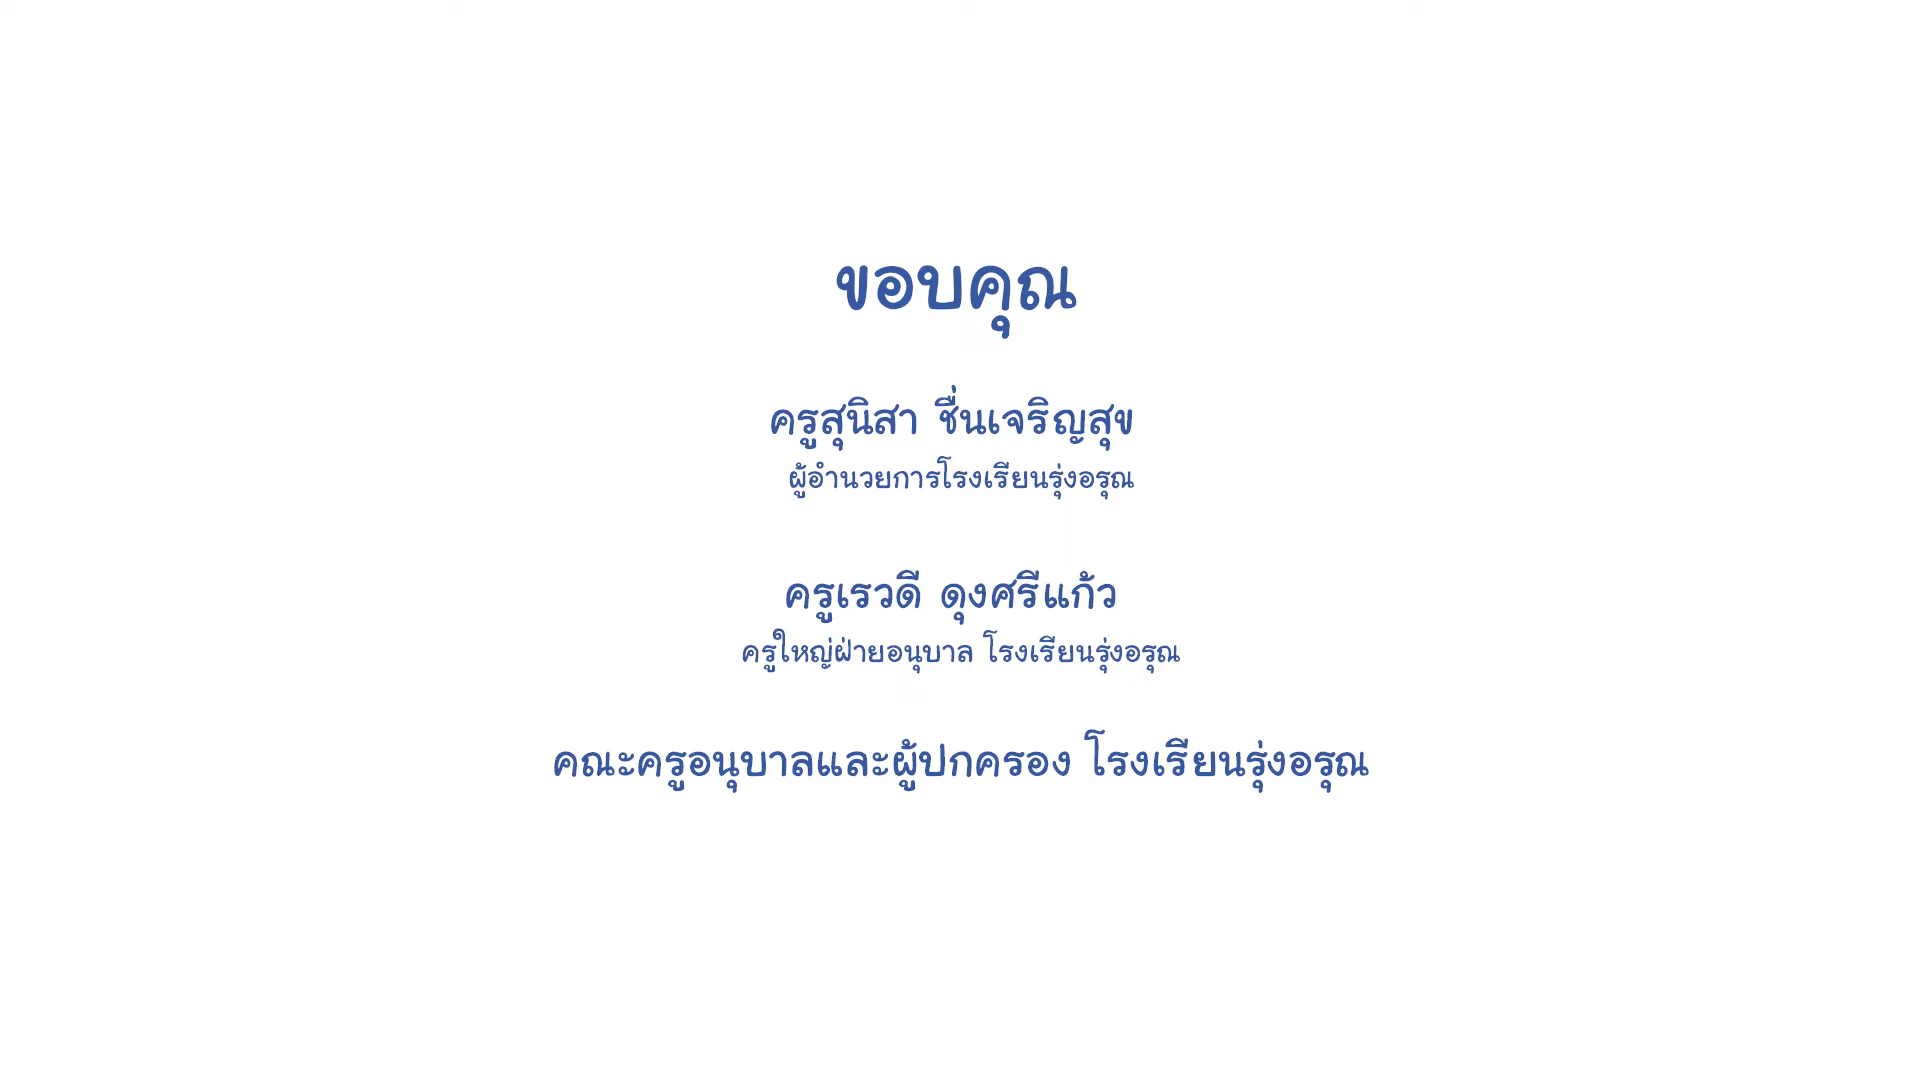 ขอบคุณ
ครูสุนิสา ชื่นเจริญสุข
ผู้อำนวยการโรงเรียนรุ่งอรุณ
ครูเรวดี ดุงศรีแก้ว
ครูใหญ่ฝ่ายอนุบาล โรงเรียนรุ่งอรุณ
คณะครูอนุบาลและผู้ปกครอง โรงเรียนรุ่งอรุณ